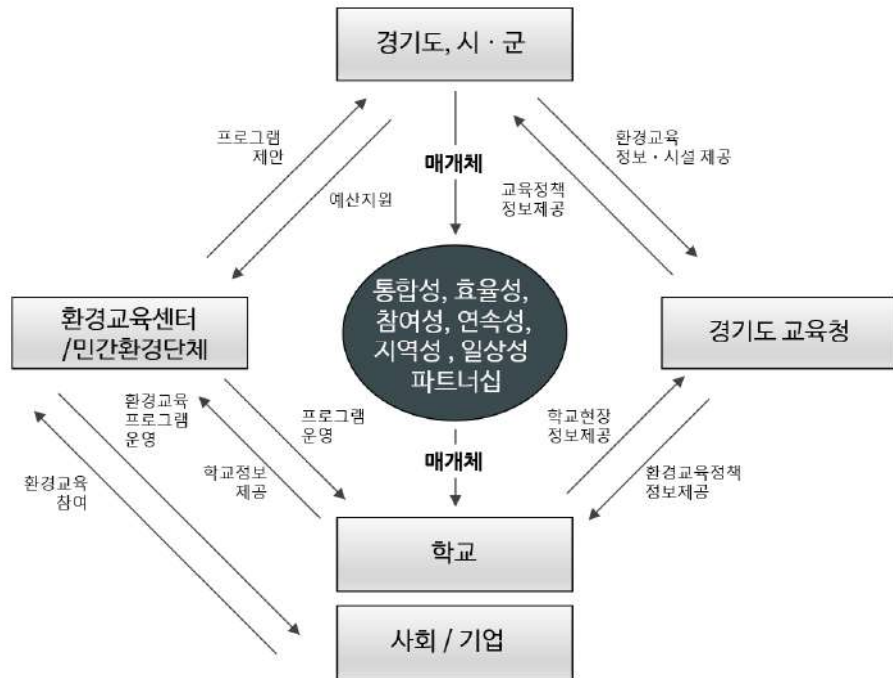 경기도, 시 · 군
프로그램
제안
예산지원
매개체
환경교육
정보 · 시설 제공
교육정책
정보제공
통합성, 효율성,
참여성, 연속성,
지역성 , 일상성
파트너십
환경교육센터
/민간환경단체
경기도 교육청
환경교육
프로그램
운영
프로그램
운영
학교정보
제공
환경교육
참여
매개체
학교현장
정보제공
환경교육정책
정보제공
학교
사회 / 기업